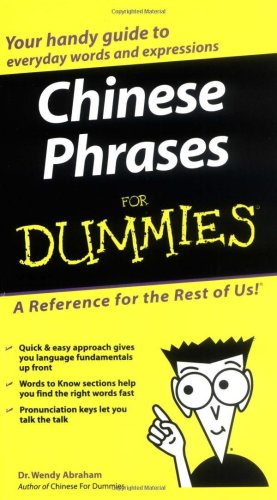 Your handy guide to
everyday words and expressions
Chinese
Phrases
FOR
DUMMIES®
A Reference for the Rest of Us!®
Quick & easy approach gives
you language fundamentals
up front
Words to Know sections help
you find the right words fast
Pronunciation keys let you
talk the talk
Dr. Wendy Abraham
Author of Chinese For Dummies